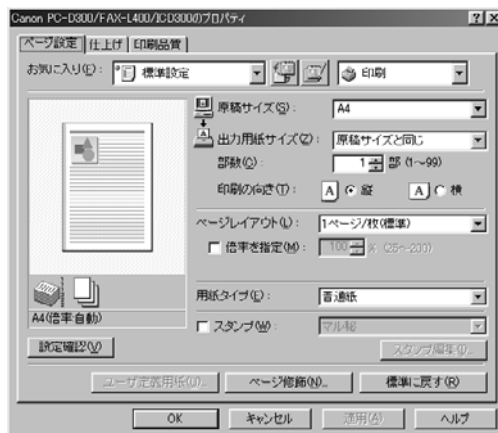 Canon PC-D300/FAX-L400/ICD300のプロパティ
ページ設定 仕上げ 印刷品質
お気に入り(F): 標準設定 印刷
原稿サイズ(S): A4
出力用紙サイズ(Z): 原稿サイズと同じ
部数(C): 1 部 (1~99)
印刷の向き(T): A 縦 A 横
ページレイアウト(L): 1ページ/枚(標準)
倍率を指定(M): 100 % (25~200)
A4(倍率:自動)
用紙タイプ(E): 普通紙
スタンプ(W): マル秘
設定確認(V) スタンプ編集(I)...
ユーザ定義用紙(U)... ページ修飾(N)... 標準に戻す(R)
OK キャンセル 適用(A) ヘルプ